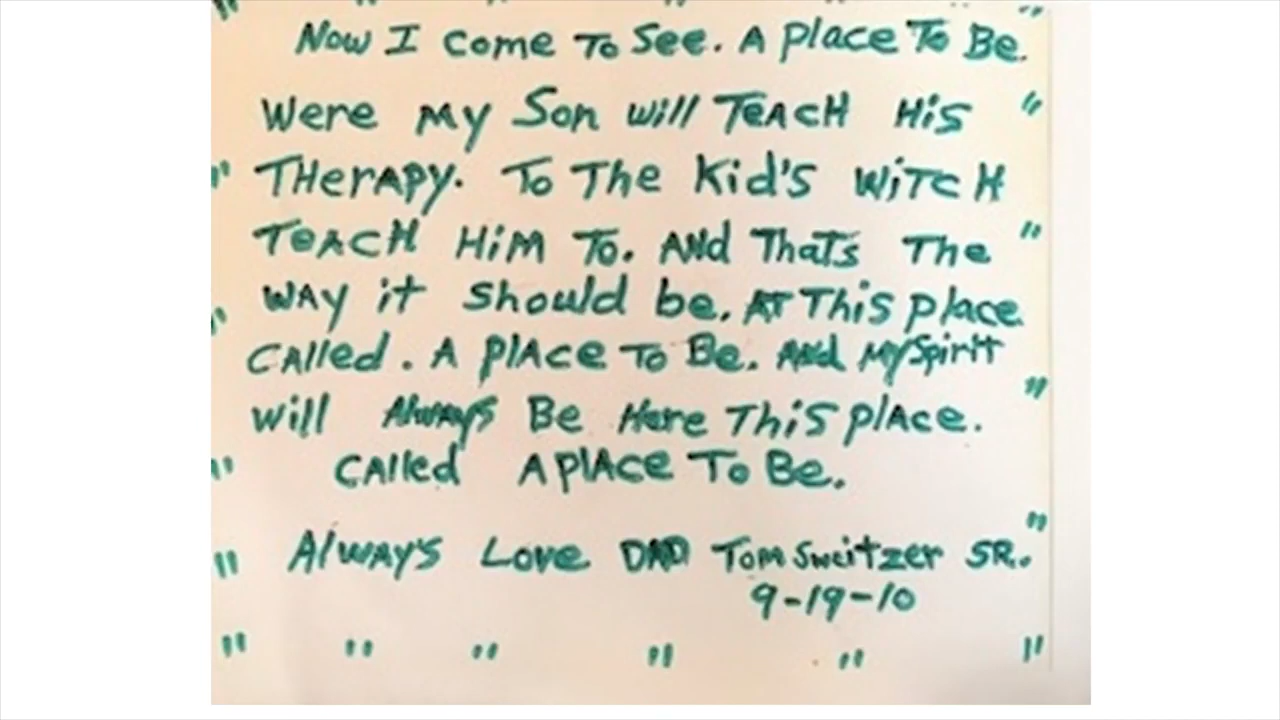 Now I come To See. A place To Be.
Were my Son will TeACH HiS
THerAPY. To The Kid's WiTCH
TeACH HiM To. ANd ThaTs The
WAY it should be. AT THiS place
CAlled. A PlAce To Be. ANd MY Spirit
will AlwAYS Be Here THiS place.
CAlled A PlAce To Be.
AlwAY's Love DAD Tom Sweitzer SR.
9-19-10